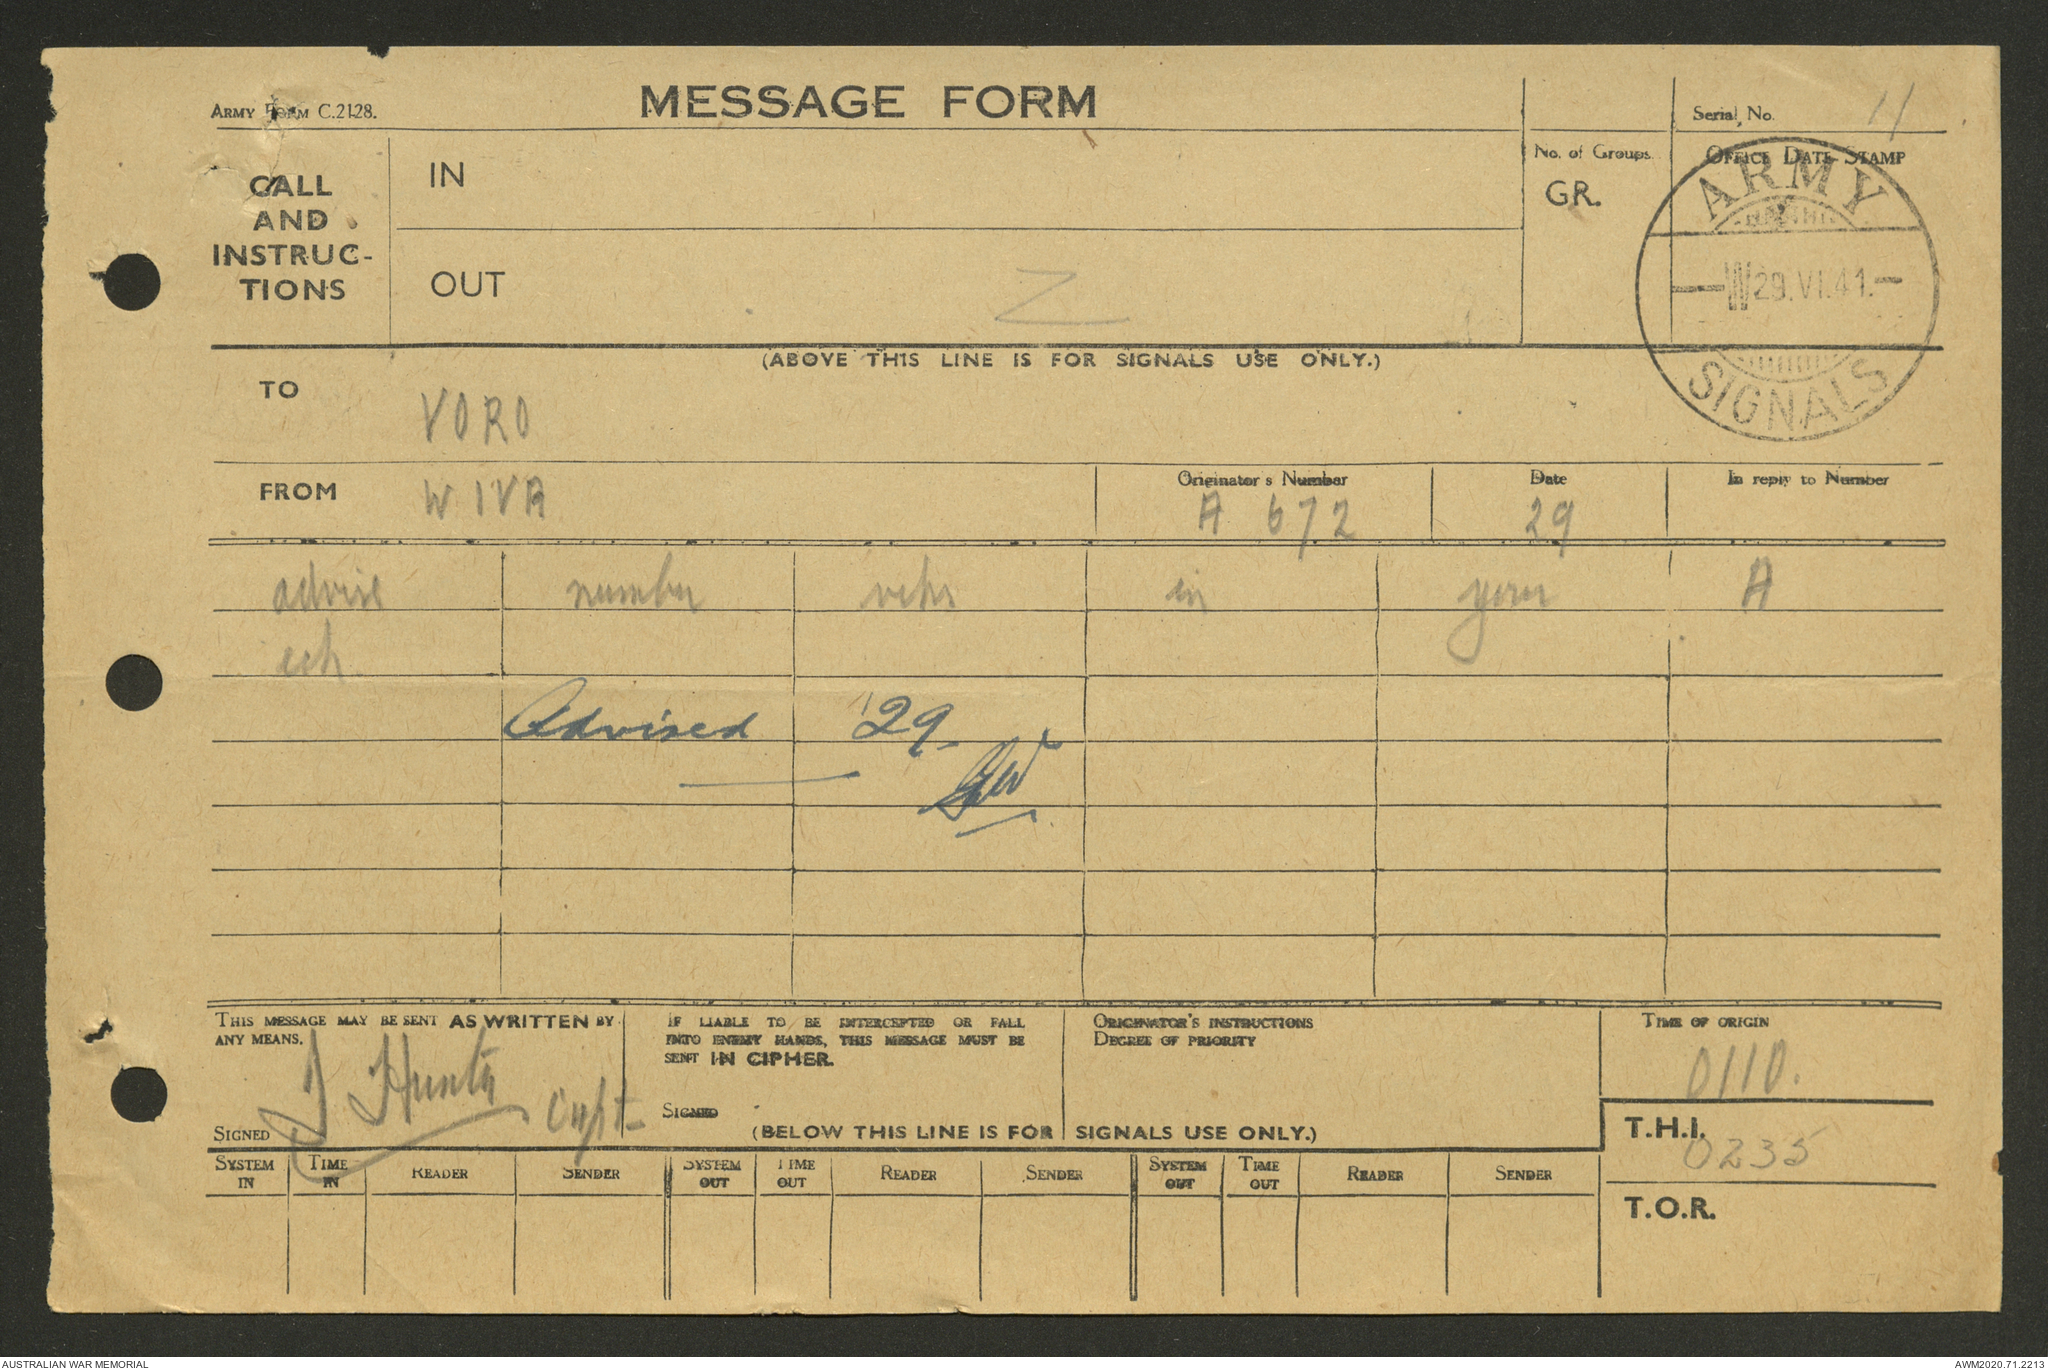 ARMY FORM C.2128.
MESSAGE FORM
Serial No. 11
CALL
AND
INSTRUC-
TIONS
IN
OUT
Z
No. of Groups
GR.
OFFICE DATE STAMP
ARMY
29.VI.41.
SIGNALS
(ABOVE THIS LINE IS FOR SIGNALS USE ONLY.)
TO VORO
FROM WIVA
Originator's Number
A 672
Date
29
In reply to Number
advise number vehs in your A
ech.
Advised '29
THIS MESSAGE MAY BE SENT AS WRITTEN BY
ANY MEANS.
SIGNED J Hunter Capt
IF LIABLE TO BE INTERCEPTED OR FALL
INTO ENEMY HANDS, THIS MESSAGE MUST BE
SENT IN CIPHER.
SIGNED
ORIGINATOR'S INSTRUCTIONS
DEGREE OF PRIORITY
TIME OF ORIGIN
0110.
(BELOW THIS LINE IS FOR SIGNALS USE ONLY.)
T.H.I.
0235
T.O.R.
SYSTEM IN TIME IN READER SENDER SYSTEM OUT TIME OUT READER SENDER SYSTEM OUT TIME OUT READER SENDER
AUSTRALIAN WAR MEMORIAL
AWM2020.71.2213